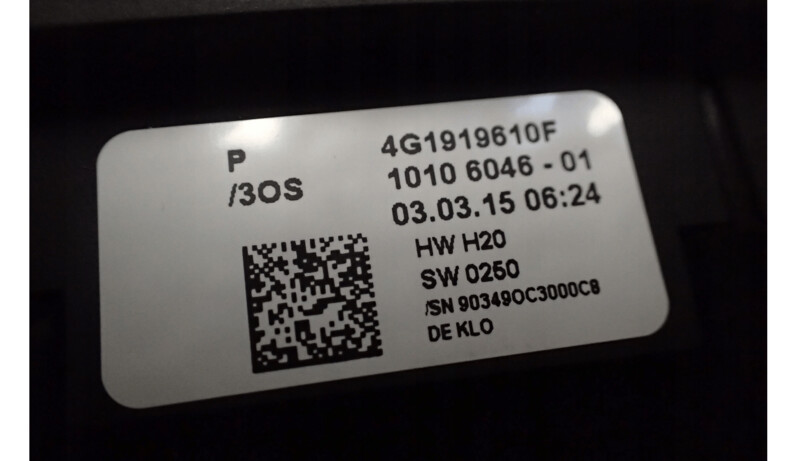 P
/3OS
4G1919610F
1010 6046 - 01
03.03.15 06:24
HW H20
SW 0250
/SN 90349OC3000C8
DE KLO